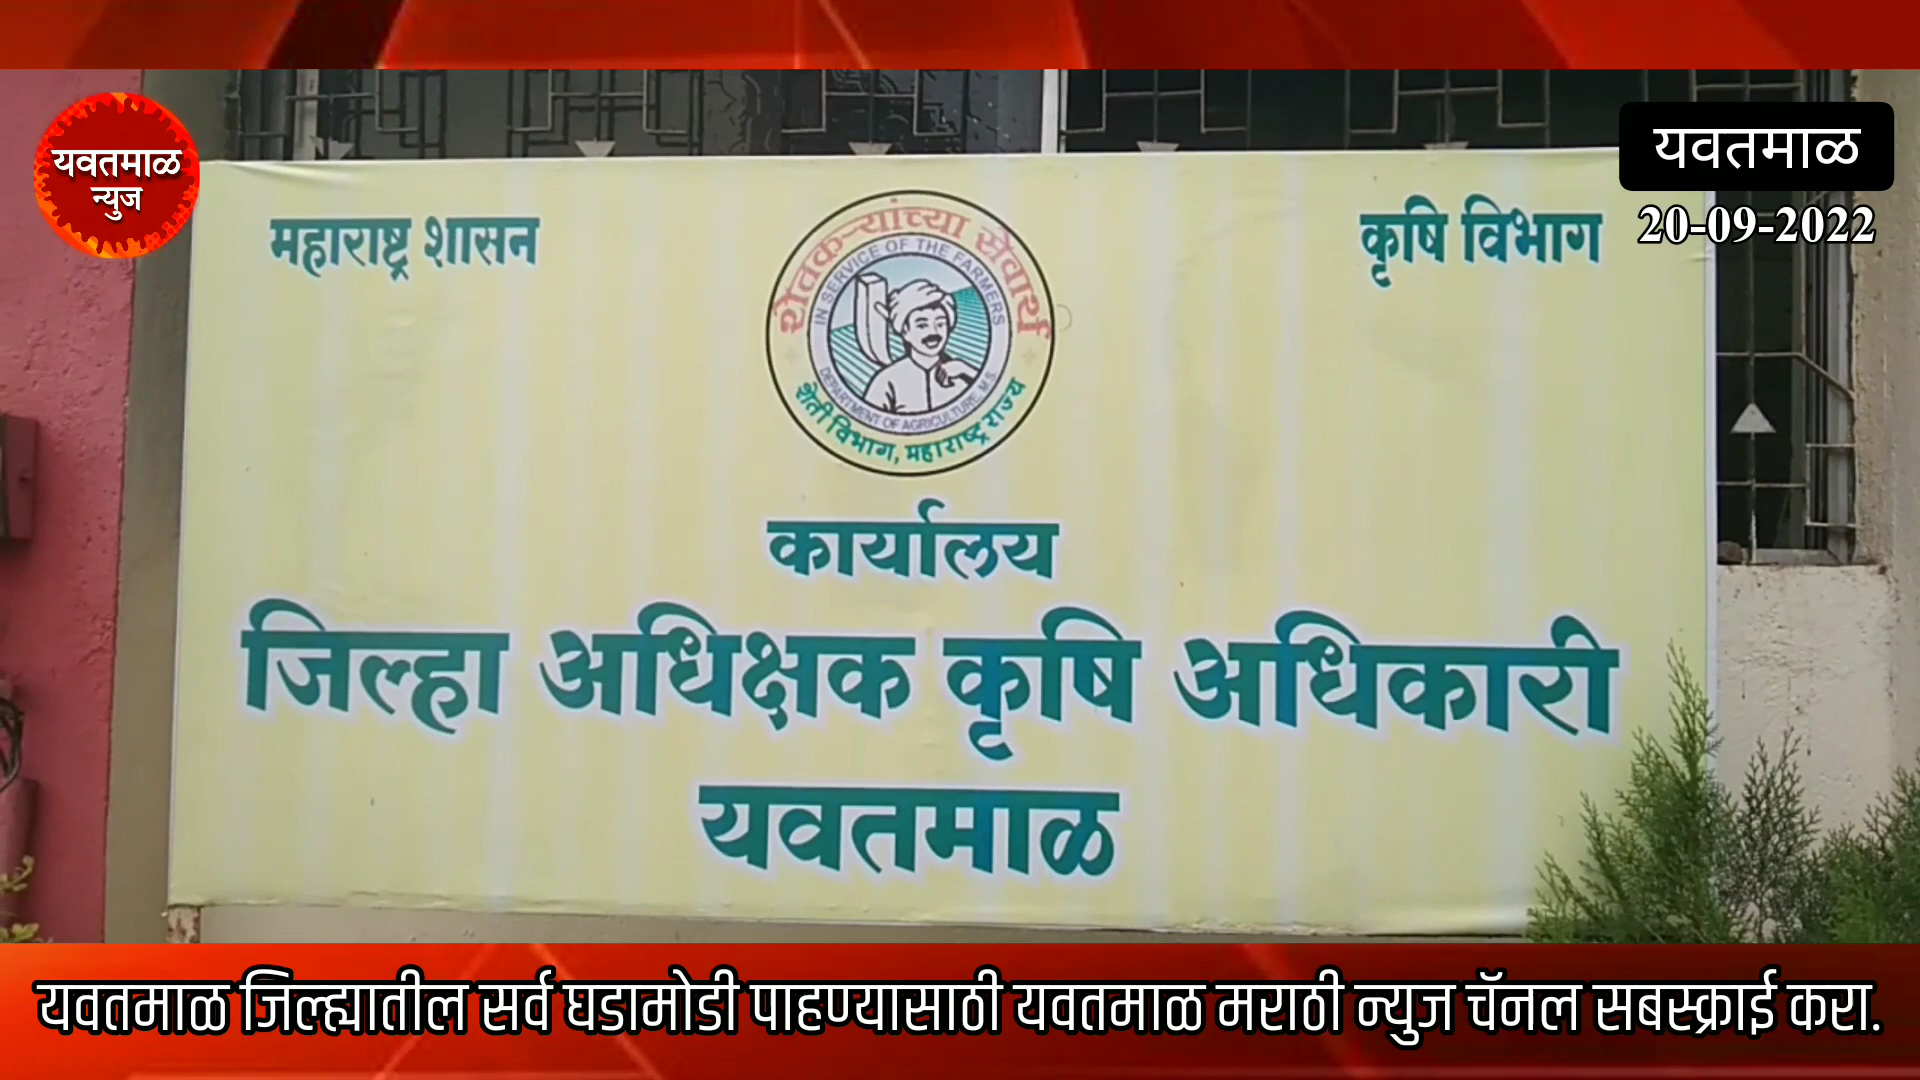 यवतमाळ
न्युज
यवतमाळ
20-09-2022
महाराष्ट्र शासन
कृषि विभाग
शेतकऱ्यांच्या सेवार्थ
IN SERVICE OF THE FARMERS
DEPARTMENT OF AGRICULTURE, M.S.
शेती विभाग, महाराष्ट्र राज्य
कार्यालय
जिल्हा अधिक्षक कृषि अधिकारी
यवतमाळ
यवतमाळ जिल्ह्यातील सर्व घडामोडी पाहण्यासाठी यवतमाळ मराठी न्युज चॅनल सबस्क्राई करा.